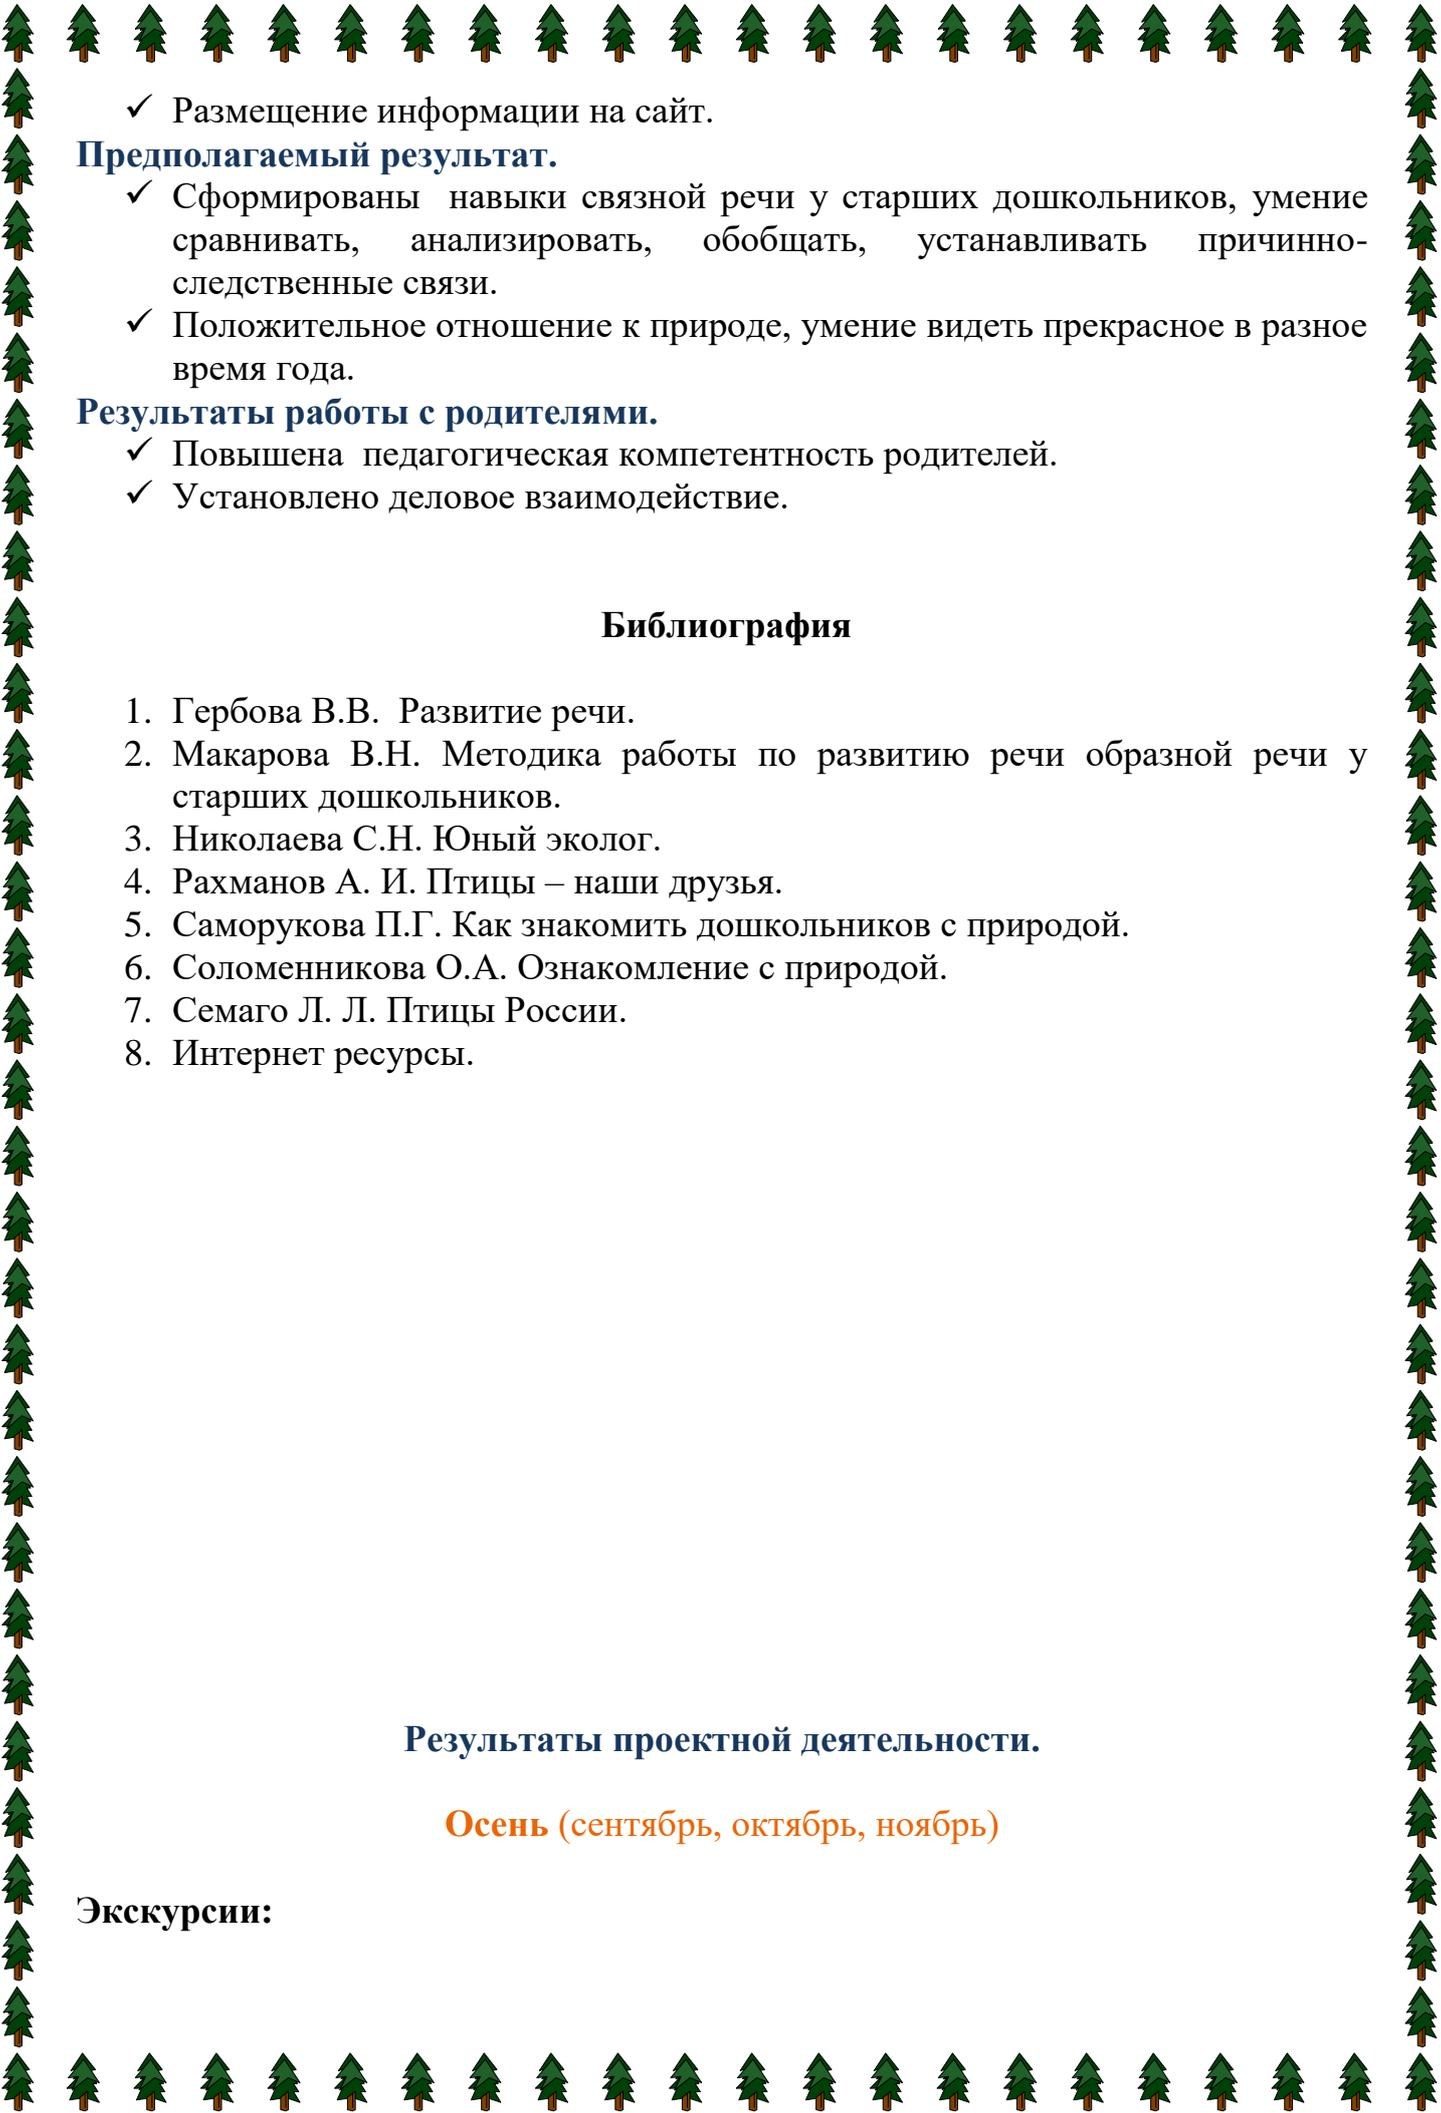 ✓ Размещение информации на сайт.
Предполагаемый результат.
✓ Сформированы навыки связной речи у старших дошкольников, умение
сравнивать, анализировать, обобщать, устанавливать причинно-
следственные связи.
✓ Положительное отношение к природе, умение видеть прекрасное в разное
время года.
Результаты работы с родителями.
✓ Повышена педагогическая компетентность родителей.
✓ Установлено деловое взаимодействие.
Библиография
1. Гербова В.В. Развитие речи.
2. Макарова В.Н. Методика работы по развитию речи образной речи у
старших дошкольников.
3. Николаева С.Н. Юный эколог.
4. Рахманов А. И. Птицы – наши друзья.
5. Саморукова П.Г. Как знакомить дошкольников с природой.
6. Соломенникова О.А. Ознакомление с природой.
7. Семаго Л. Л. Птицы России.
8. Интернет ресурсы.
Результаты проектной деятельности.
Осень (сентябрь, октябрь, ноябрь)
Экскурсии: